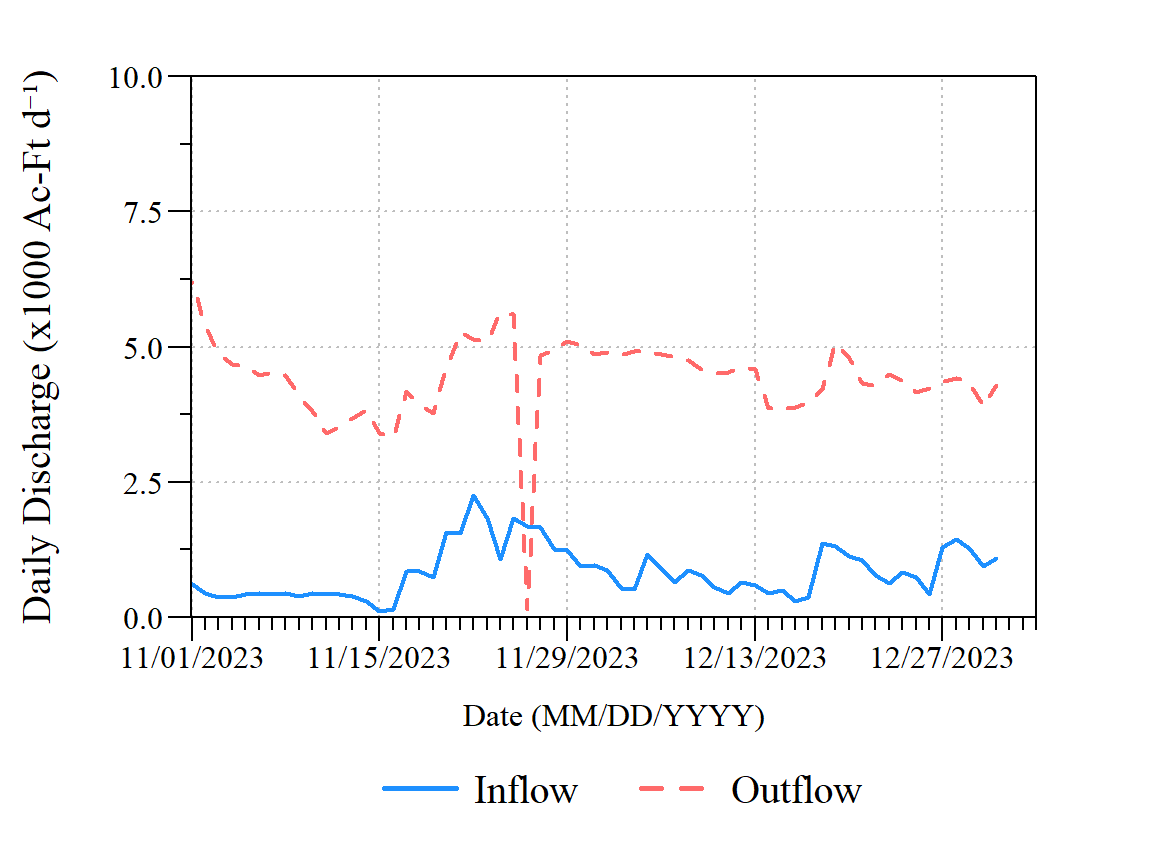 Daily Discharge (x1000 Ac-Ft d⁻¹)
10.0
7.5
5.0
2.5
0.0
11/01/2023 11/15/2023 11/29/2023 12/13/2023 12/27/2023
Date (MM/DD/YYYY)
Inflow Outflow